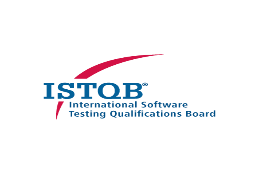 ISTQB®
International Software
Testing Qualifications Board